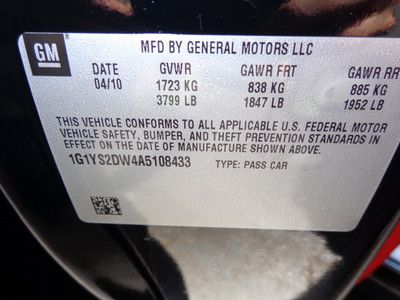 GM
MFD BY GENERAL MOTORS LLC
DATE GVWR GAWR FRT GAWR RR
04/10 1723 KG 838 KG 885 KG
3799 LB 1847 LB 1952 LB
THIS VEHICLE CONFORMS TO ALL APPLICABLE U.S. FEDERAL MOTOR
VEHICLE SAFETY, BUMPER, AND THEFT PREVENTION STANDARDS IN
EFFECT ON THE DATE OF MANUFACTURE SHOWN ABOVE.
1G1YS2DW4A5108433 TYPE: PASS CAR